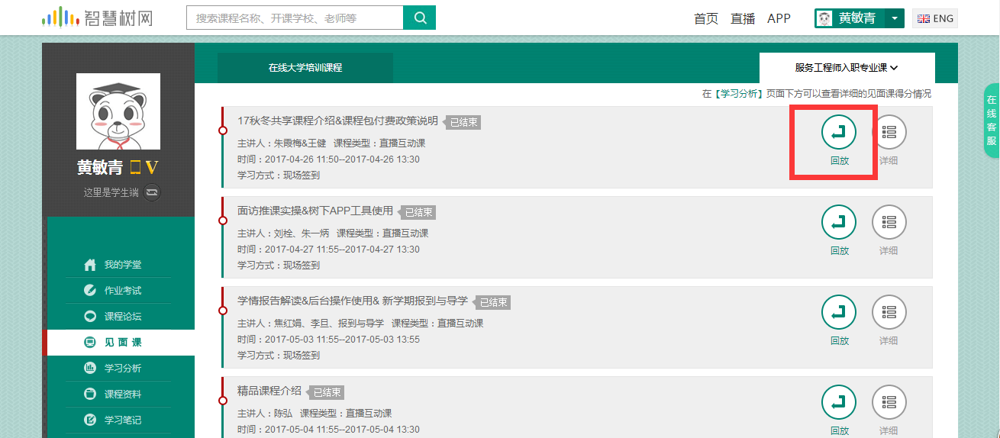 智慧树网
搜索课程名称、开课学校、老师等
首页 直播 APP
黄敏青
ENG
在线大学培训课程
服务工程师入职专业课
在【学习分析】页面下方可以查看详细的见面课得分情况
在线客服
黄敏青 V
这里是学生端
我的学堂
作业考试
课程论坛
见面课
学习分析
课程资料
学习笔记
17秋冬共享课程介绍&课程包付费政策说明 已结束
主讲人：朱霞梅&王健 课程类型：直播互动课
时间：2017-04-26 11:50--2017-04-26 13:30
学习方式：现场签到
回放 详细
面访推课实操&树下APP工具使用 已结束
主讲人：刘栓、朱一炳 课程类型：直播互动课
时间：2017-04-27 11:55--2017-04-27 13:30
学习方式：现场签到
回放 详细
学情报告解读&后台操作使用& 新学期报到与导学 已结束
主讲人：焦红娟、李旦、报到与导学 课程类型：直播互动课
时间：2017-05-03 11:55--2017-05-03 13:55
学习方式：现场签到
回放 详细
精品课程介绍 已结束
主讲人：陈弘 课程类型：直播互动课
时间：2017-05-04 11:55--2017-05-04 13:30
回放 详细